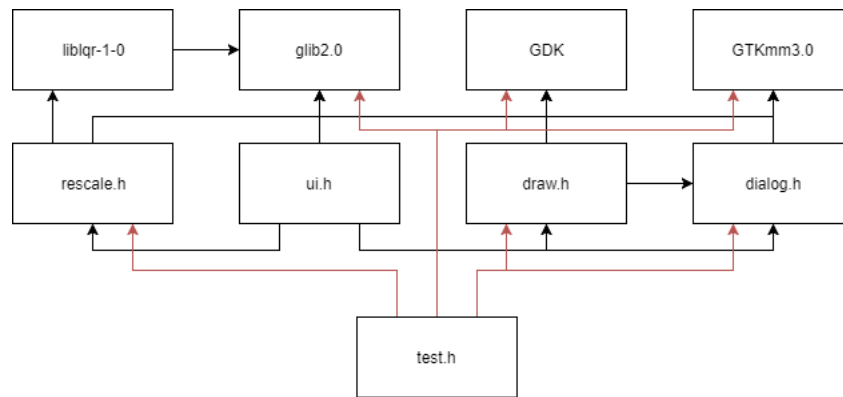 liblqr-1-0
glib2.0
GDK
GTKmm3.0
rescale.h
ui.h
draw.h
dialog.h
test.h